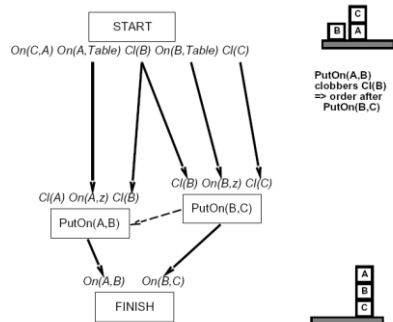 START
On(C,A) On(A,Table) Cl(B) On(B,Table) Cl(C)
C
B A
PutOn(A,B)
clobbers Cl(B)
=> order after
PutOn(B,C)
Cl(B) On(B,z) Cl(C)
Cl(A) On(A,z) Cl(B)
PutOn(B,C)
PutOn(A,B)
On(A,B) On(B,C)
FINISH
A
B
C